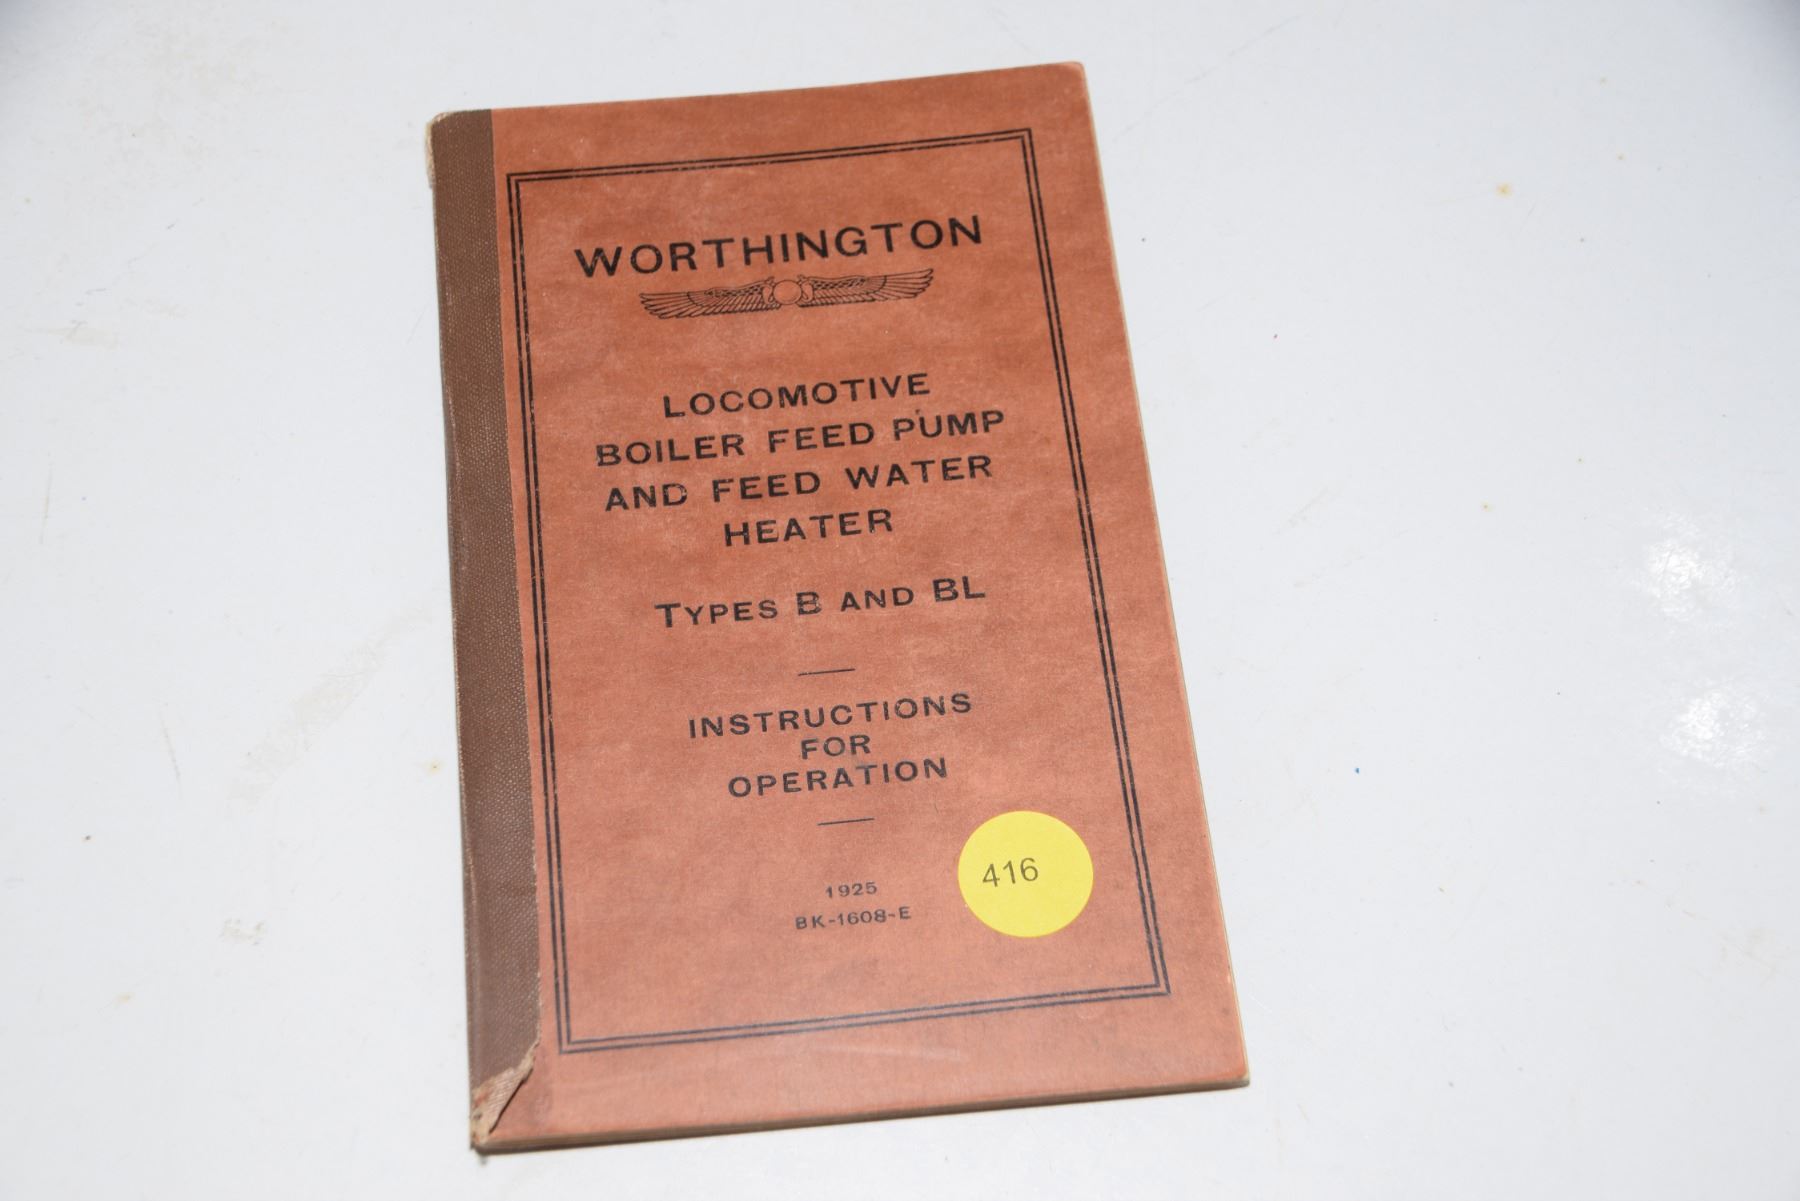 WORTHINGTON
LOCOMOTIVE
BOILER FEED PUMP
AND FEED WATER
HEATER
TYPES B AND BL
INSTRUCTIONS
FOR
OPERATION
1925
BK-1608-E
416